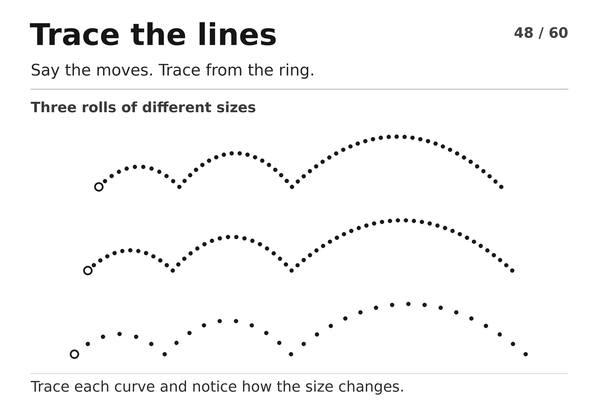 Trace the lines
48 / 60
Say the moves. Trace from the ring.
Three rolls of different sizes
Trace each curve and notice how the size changes.